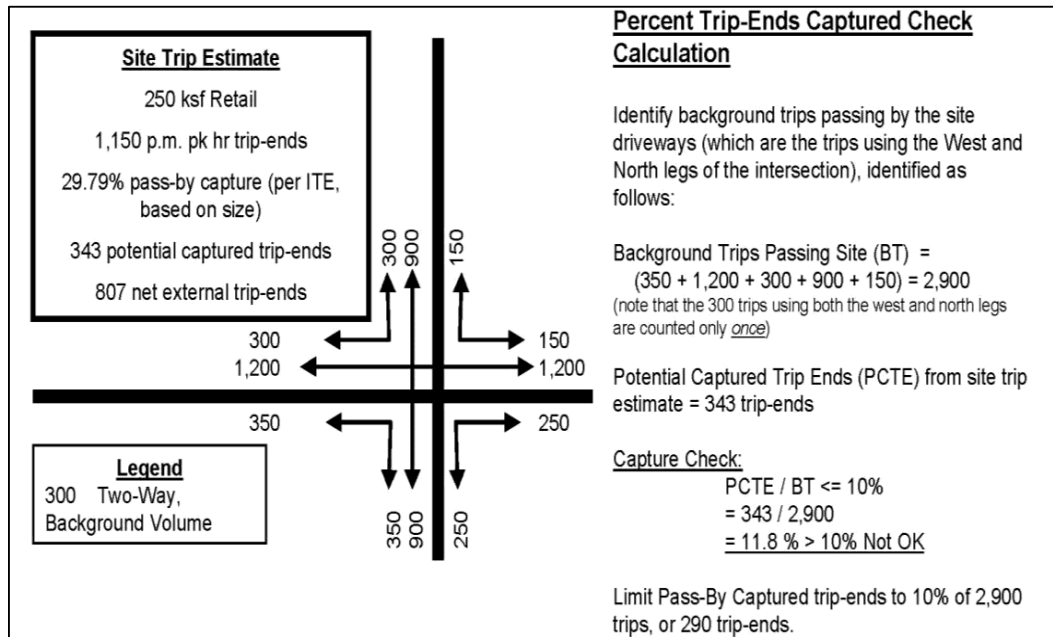 Site Trip Estimate
250 ksf Retail
1,150 p.m. pk hr trip-ends
29.79% pass-by capture (per ITE,
based on size)
343 potential captured trip-ends
807 net external trip-ends
300
900
150
300
150
1,200
1,200
350
250
350
900
250
Legend
300 Two-Way,
Background Volume
Percent Trip-Ends Captured Check
Calculation
Identify background trips passing by the site
driveways (which are the trips using the West and
North legs of the intersection), identified as
follows:
Background Trips Passing Site (BT) =
(350 + 1,200 + 300 + 900 + 150) = 2,900
(note that the 300 trips using both the west and north legs
are counted only once)
Potential Captured Trip Ends (PCTE) from site trip
estimate = 343 trip-ends
Capture Check:
PCTE / BT <= 10%
= 343 / 2,900
= 11.8 % > 10% Not OK
Limit Pass-By Captured trip-ends to 10% of 2,900
trips, or 290 trip-ends.